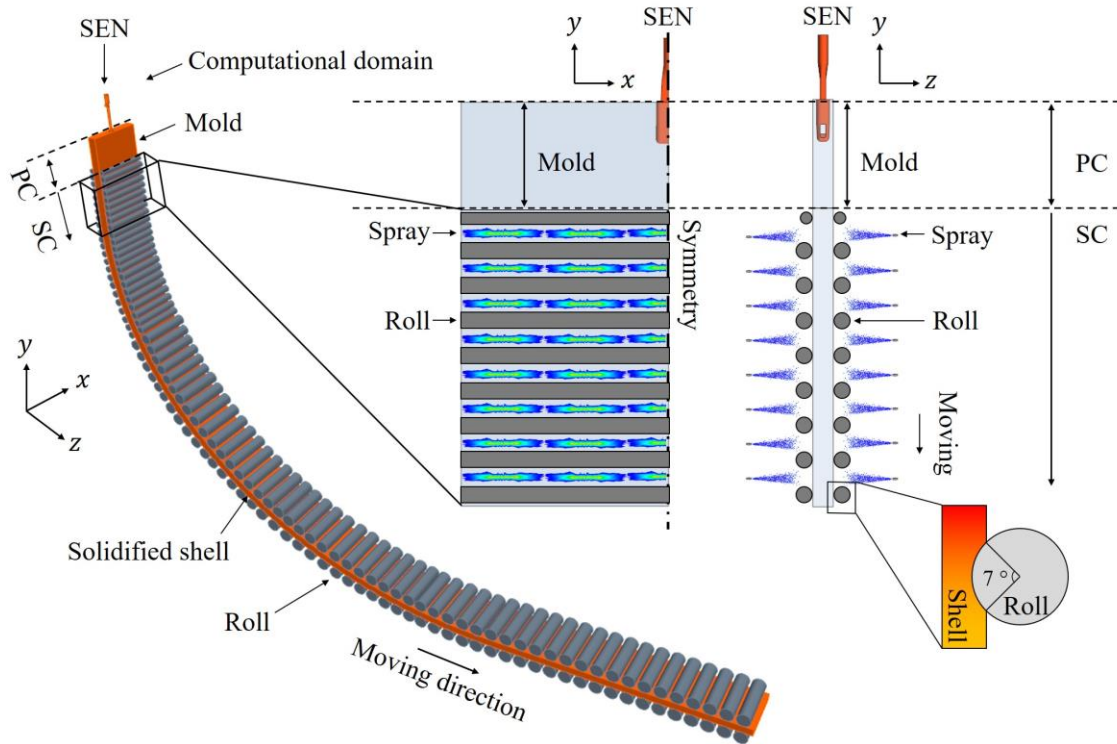 SEN
Computational domain
Mold
PC
SC
y
x
z
Solidified shell
Roll
Moving direction
SEN
y
x
Mold
Spray
Roll
Symmetry
SEN
y
z
Mold
PC
Spray
SC
Roll
Moving
7°
Shell
Roll